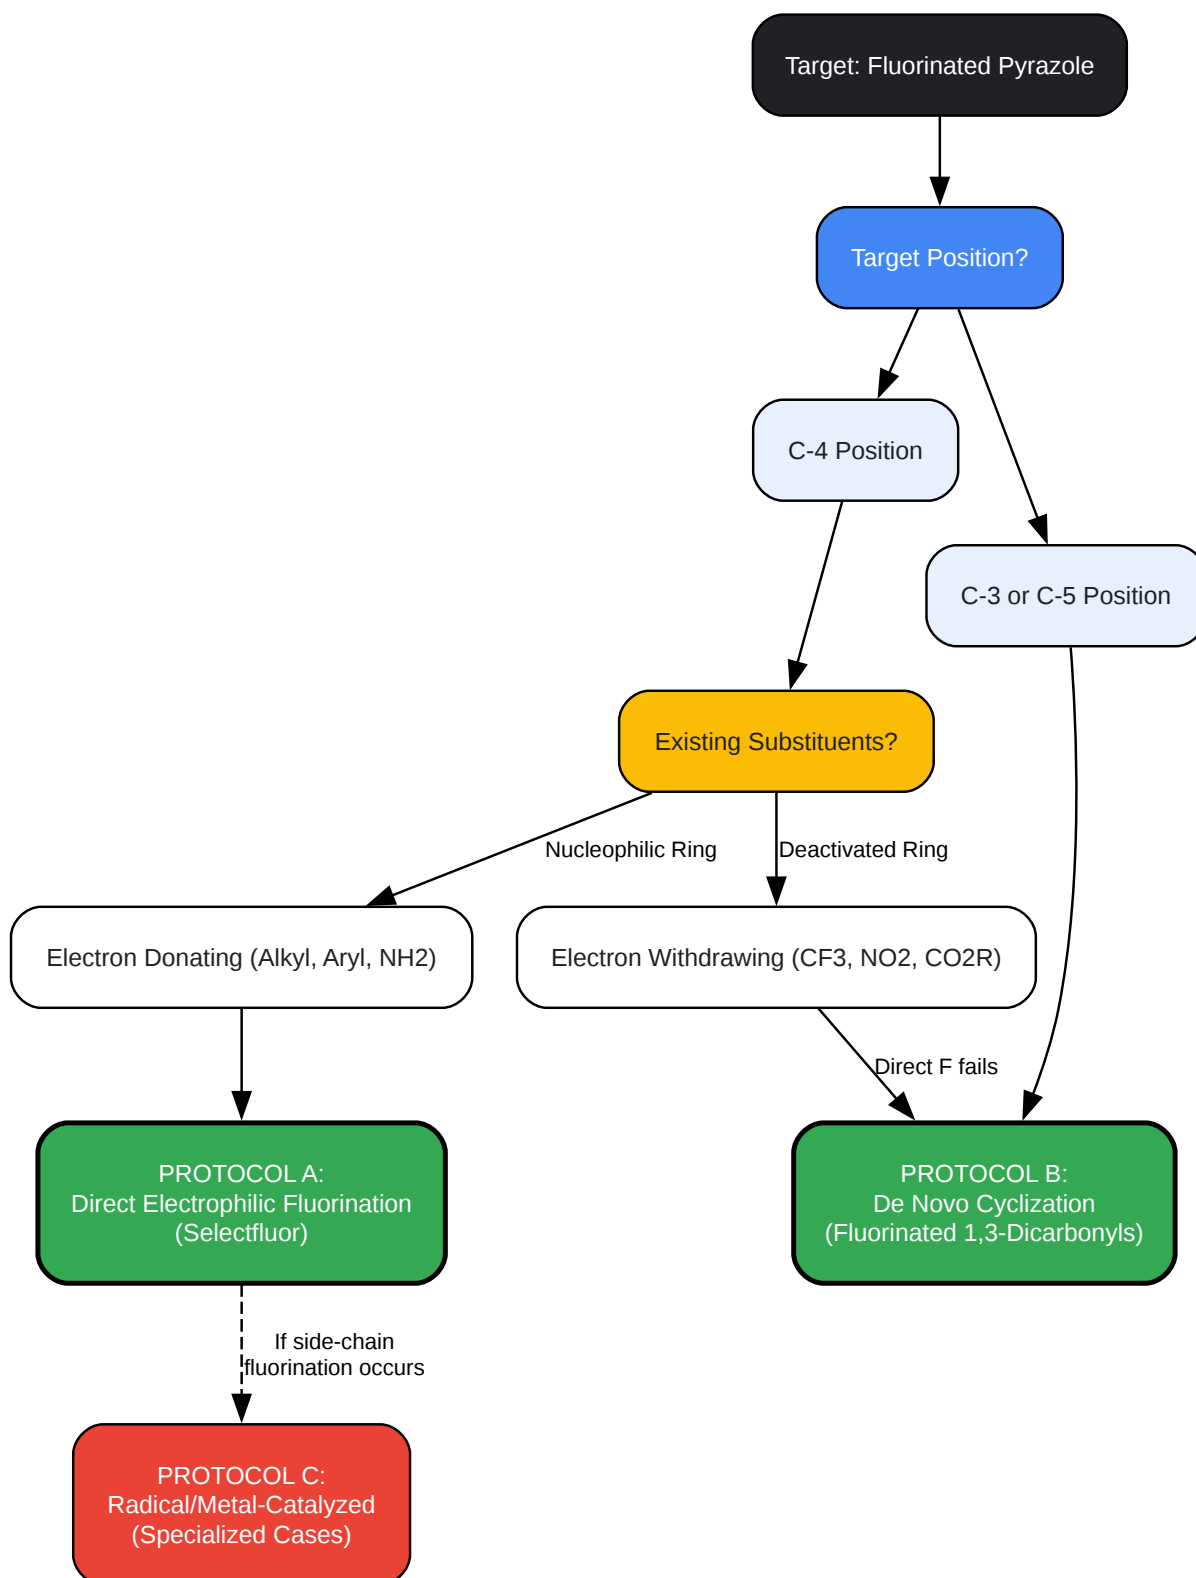 Target: Fluorinated Pyrazole
Target Position?
C-4 Position
C-3 or C-5 Position
Existing Substituents?
Nucleophilic Ring
Deactivated Ring
Electron Donating (Alkyl, Aryl, NH2)
Electron Withdrawing (CF3, NO2, CO2R)
Direct F fails
PROTOCOL A:
Direct Electrophilic Fluorination
(Selectfluor)
PROTOCOL B:
De Novo Cyclization
(Fluorinated 1,3-Dicarbonyls)
If side-chain
fluorination occurs
PROTOCOL C:
Radical/Metal-Catalyzed
(Specialized Cases)